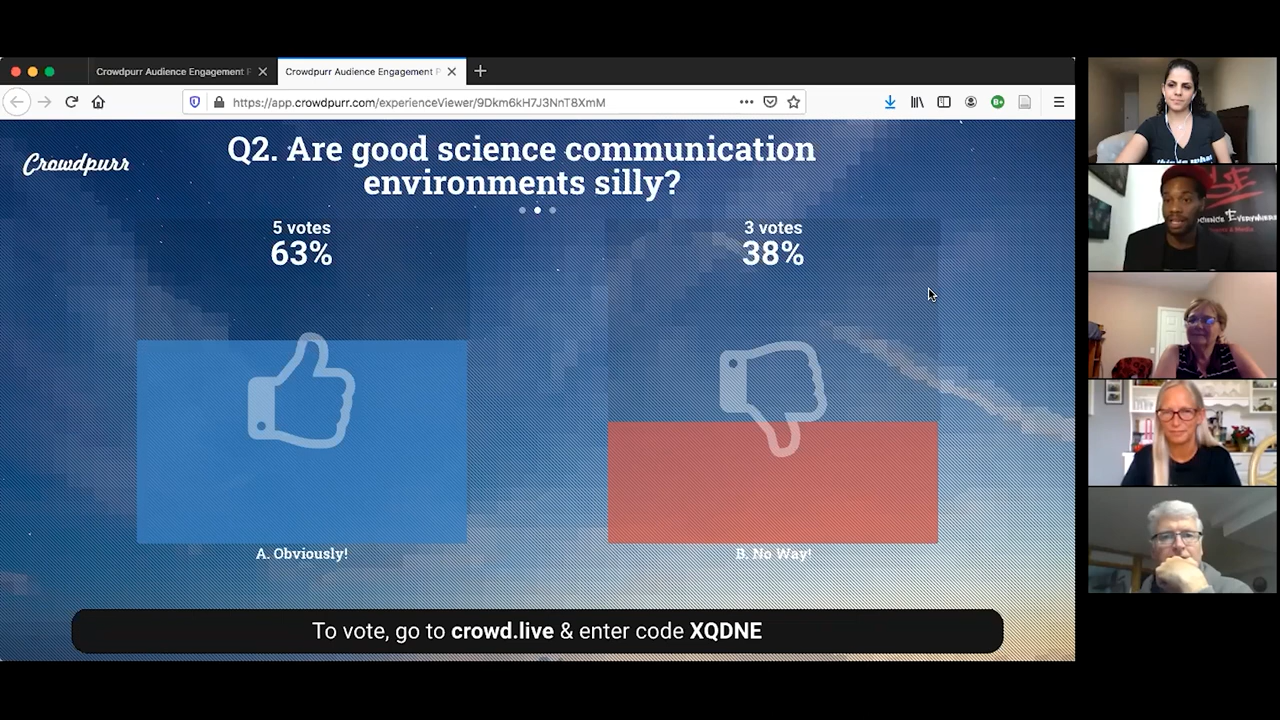 Crowdpurr Audience Engagement P
Crowdpurr Audience Engagement P
https://app.crowdpurr.com/experienceViewer/9Dkm6kH7J3NnT8XmM
Crowdpurr
Q2. Are good science communication
environments silly?
5 votes
63%
3 votes
38%
A. Obviously!
B. No Way!
To vote, go to crowd.live & enter code XQDNE